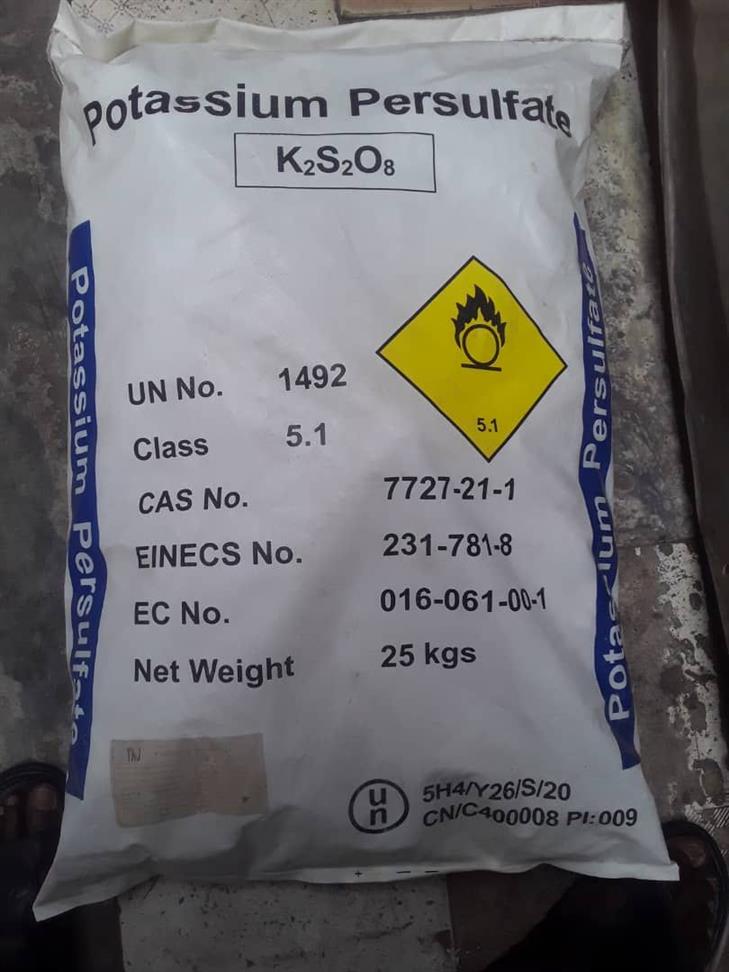 Potassium Persulfate
K₂S₂O₈
Potassium Persulfate
Potassium Persulfate
5.1
UN No. 1492
Class 5.1
CAS No. 7727-21-1
EINECS No. 231-781-8
EC No. 016-061-00-1
Net Weight 25 kgs
un
5H4/Y26/S/20
CN/C400008 PI:009